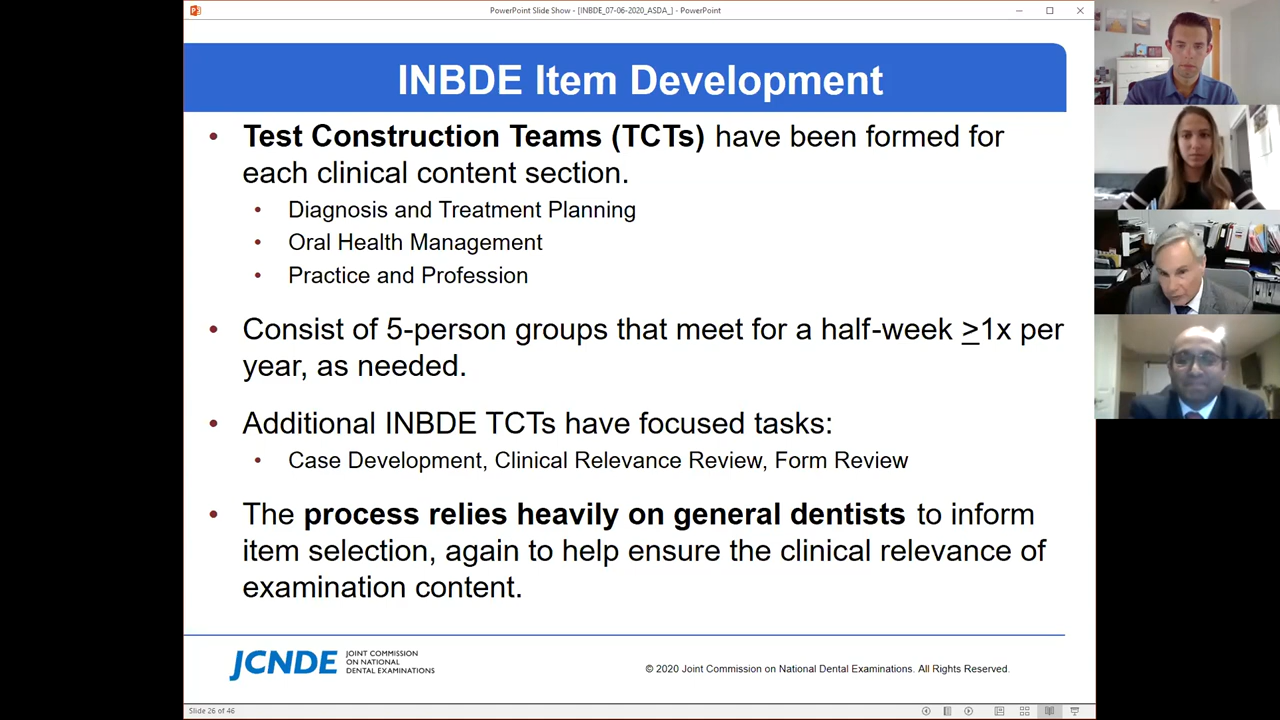 PowerPoint Slide Show - [INBDE_07-06-2020_ASDA_] - PowerPoint
INBDE Item Development
• Test Construction Teams (TCTs) have been formed for
each clinical content section.
• Diagnosis and Treatment Planning
• Oral Health Management
• Practice and Profession
• Consist of 5-person groups that meet for a half-week >1x per
year, as needed.
• Additional INBDE TCTs have focused tasks:
• Case Development, Clinical Relevance Review, Form Review
• The process relies heavily on general dentists to inform
item selection, again to help ensure the clinical relevance of
examination content.
JCNDE
JOINT COMMISSION
ON NATIONAL
DENTAL EXAMINATIONS
© 2020 Joint Commission on National Dental Examinations. All Rights Reserved.
Slide 26 of 46